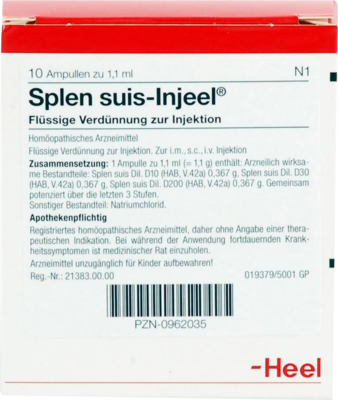 10 Ampullen zu 1,1 ml N1
Splen suis-Injeel®
Flüssige Verdünnung zur Injektion
Homöopathisches Arzneimittel
Flüssige Verdünnung zur Injektion. Zur i.m., s.c., i.v. Injektion
Zusammensetzung: 1 Ampulle zu 1,1 ml (= 1,1 g) enthält: Arzneilich wirksa-
me Bestandteile: Splen suis Dil. D10 (HAB, V.42a) 0,367 g, Splen suis Dil. D30
(HAB, V.42a) 0,367 g, Splen suis Dil. D200 (HAB, V.42a) 0,367 g. Gemeinsam
potenziert über die letzten 3 Stufen.
Sonstiger Bestandteil: Natriumchlorid.
Apothekenpflichtig
Registriertes homöopathisches Arzneimittel, daher ohne Angabe einer thera-
peutischen Indikation. Bei während der Anwendung fortdauernden Krank-
heitssymptomen ist medizinischer Rat einzuholen.
Arzneimittel unzugänglich für Kinder aufbewahren!
Reg.-Nr.: 21383.00.00 019379/5001 GP
PZN-0962035
-Heel